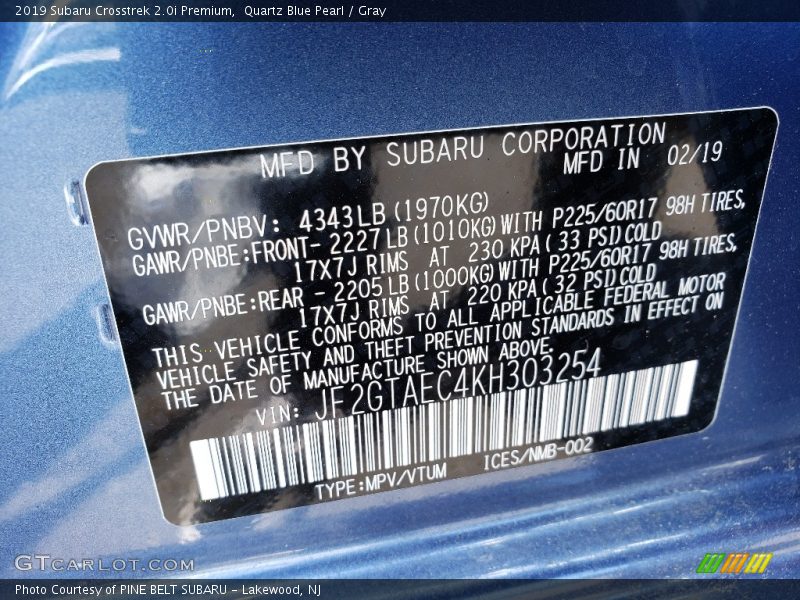 2019 Subaru Crosstrek 2.0i Premium,  Quartz Blue Pearl / Gray
MFD BY SUBARU CORPORATION
MFD IN 02/19
GVWR/PNBV: 4343LB(1970KG)
GAWR/PNBE:FRONT- 2227LB(1010KG)WITH P225/60R17 98H TIRES,
17X7J RIMS AT 230 KPA( 33 PSI)COLD
GAWR/PNBE:REAR - 2205LB(1000KG)WITH P225/60R17 98H TIRES,
17X7J RIMS AT 220 KPA( 32 PSI)COLD
THIS VEHICLE CONFORMS TO ALL APPLICABLE FEDERAL MOTOR
VEHICLE SAFETY AND THEFT PREVENTION STANDARDS IN EFFECT ON
THE DATE OF MANUFACTURE SHOWN ABOVE.
VIN: JF2GTAEC4KH303254
TYPE:MPV/VTUM ICES/NMB-002
GTCarLot.com
Photo Courtesy of PINE BELT SUBARU - Lakewood, NJ